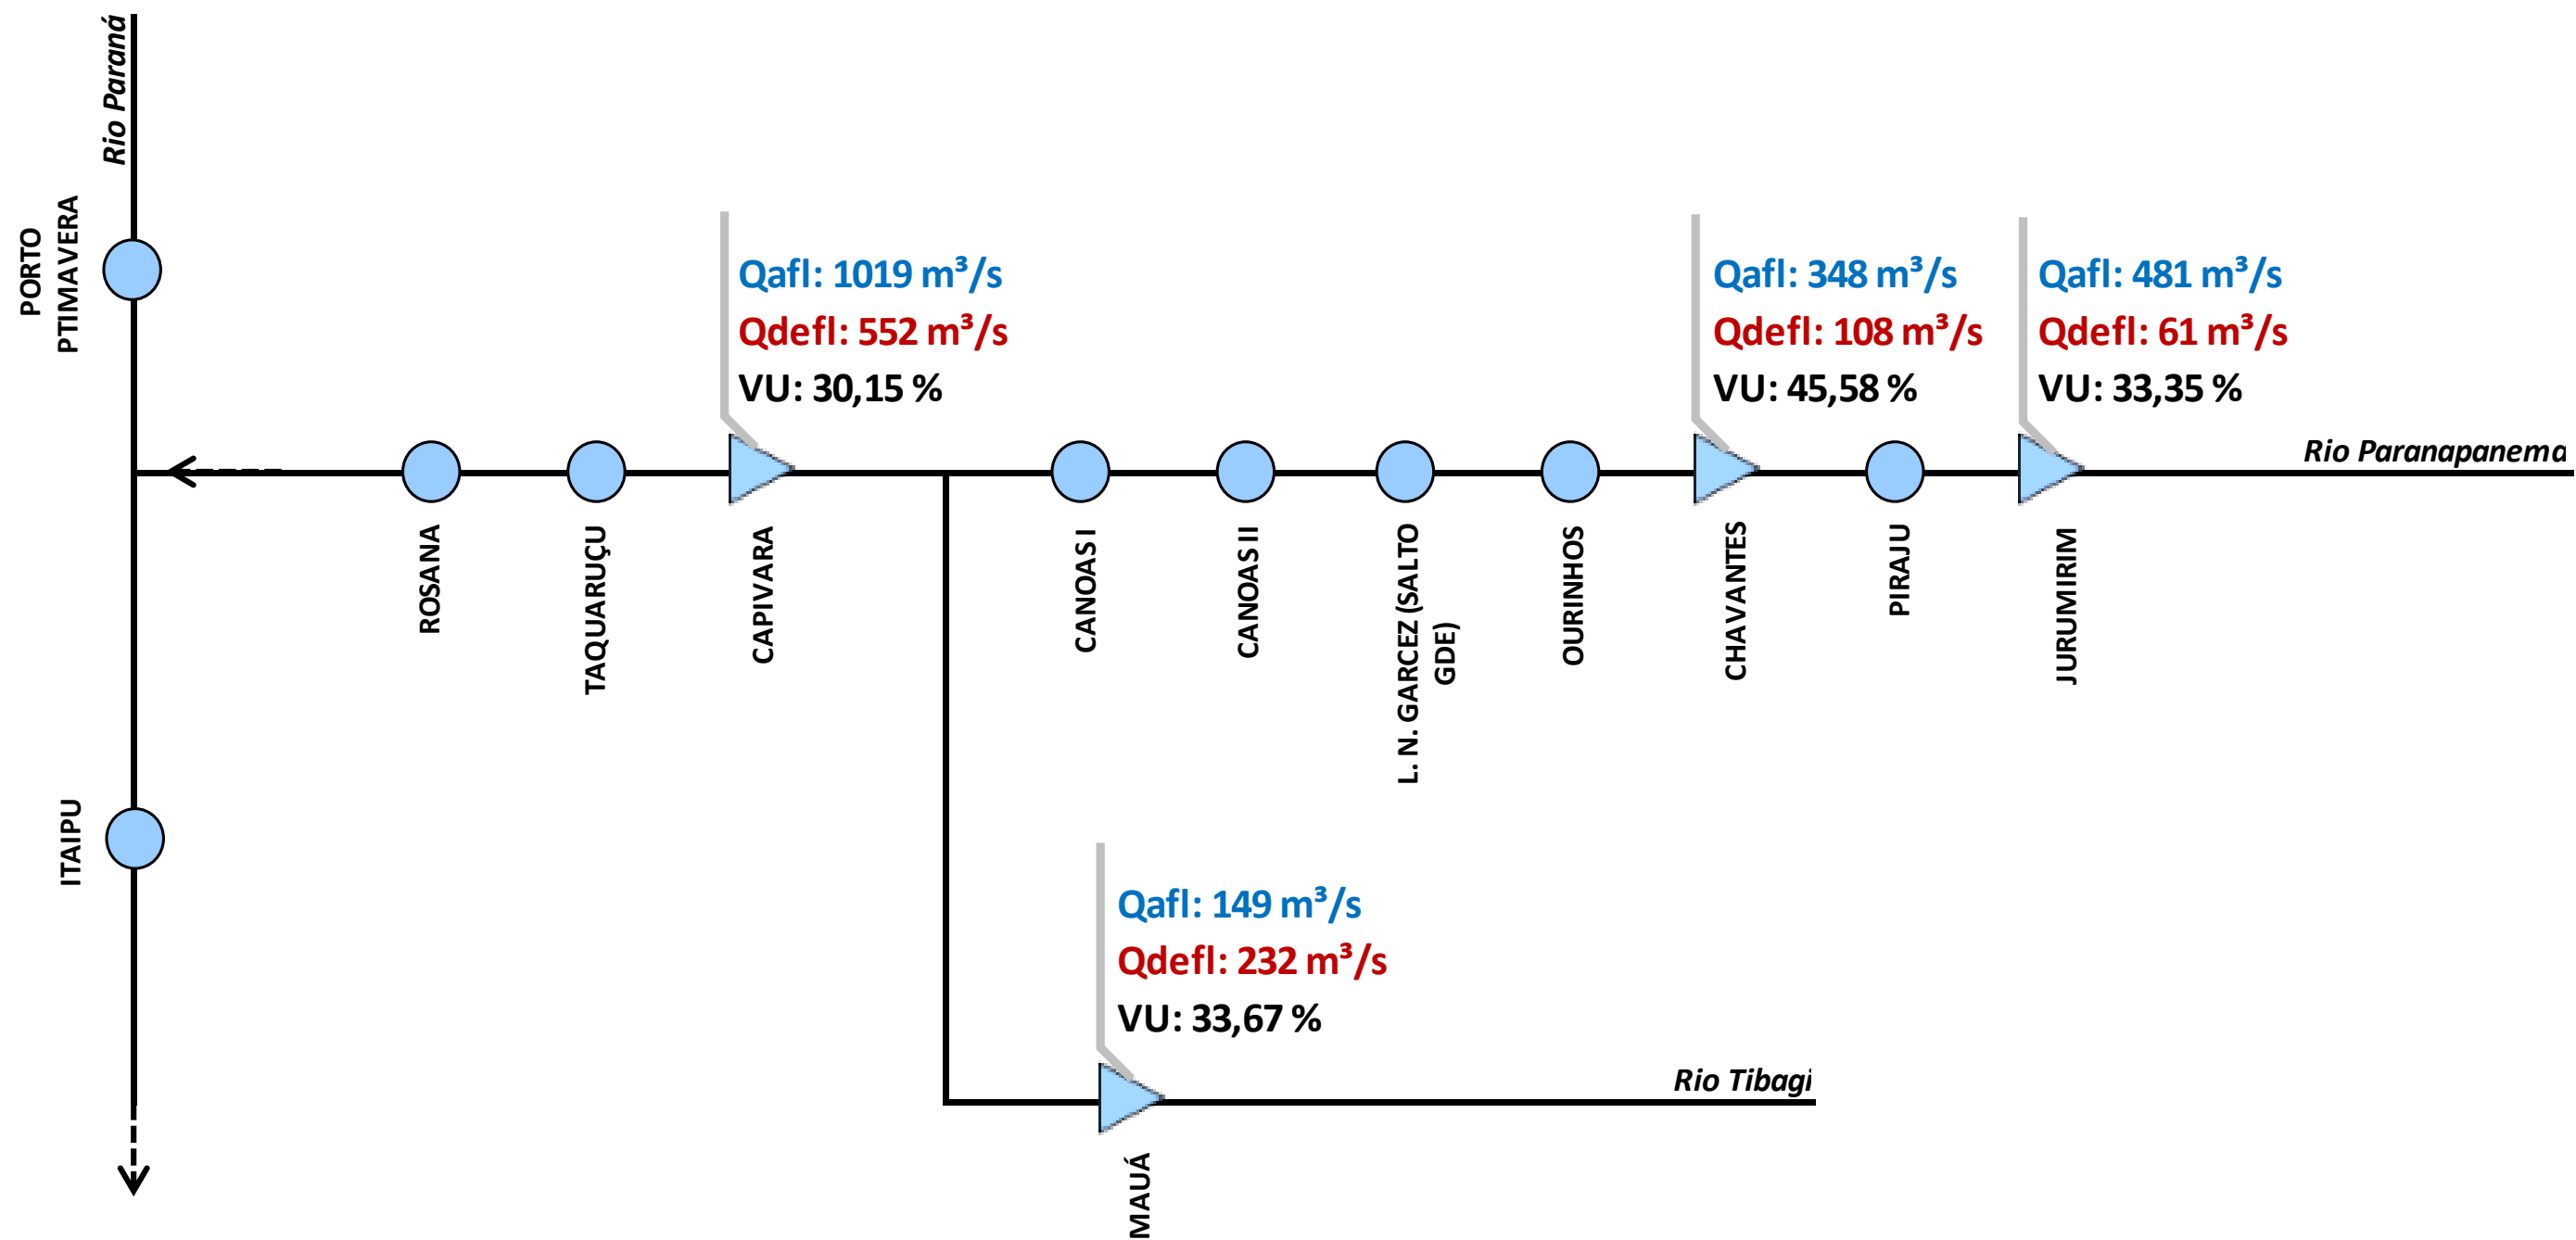 Rio Paraná
PORTO
PTIMAVERA
Qafl: 1019 m³/s
Qdefl: 552 m³/s
VU: 30,15 %
Qafl: 348 m³/s
Qdefl: 108 m³/s
VU: 45,58 %
Qafl: 481 m³/s
Qdefl: 61 m³/s
VU: 33,35 %
Rio Paranapanema
ROSANA
TAQUARUÇU
CAPIVARA
CANOAS I
CANOAS II
L. N. GARCEZ (SALTO
GDE)
OURINHOS
CHAVANTES
PIRAJU
JURUMIRIM
ITAIPU
Qafl: 149 m³/s
Qdefl: 232 m³/s
VU: 33,67 %
Rio Tibagi
MAUÁ